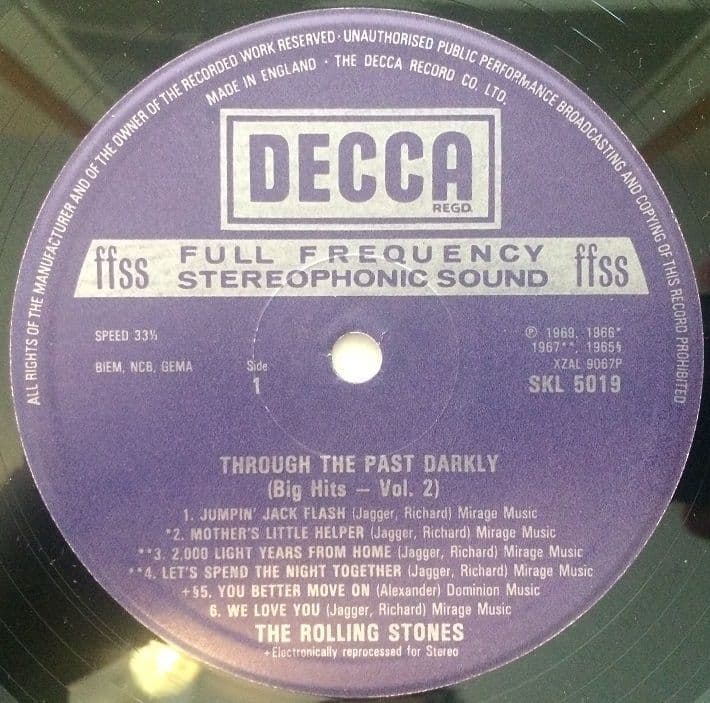 ALL RIGHTS OF THE MANUFACTURER AND OF THE OWNER OF THE RECORDED WORK RESERVED · UNAUTHORISED PUBLIC PERFORMANCE BROADCASTING AND COPYING OF THIS RECORD PROHIBITED
MADE IN ENGLAND · THE DECCA RECORD CO. LTD.
DECCA
REGD.
ffss FULL FREQUENCY STEREOPHONIC SOUND ffss
SPEED 33⅓
℗ 1969, 1966*
1967**, 1965§
BIEM, NCB, GEMA
Side
1
XZAL 9067P
SKL 5019
THROUGH THE PAST DARKLY
(Big Hits – Vol. 2)
1. JUMPIN' JACK FLASH (Jagger, Richard) Mirage Music
*2. MOTHER'S LITTLE HELPER (Jagger, Richard) Mirage Music
**3. 2,000 LIGHT YEARS FROM HOME (Jagger, Richard) Mirage Music
**4. LET'S SPEND THE NIGHT TOGETHER (Jagger, Richard) Mirage Music
+§5. YOU BETTER MOVE ON (Alexander) Dominion Music
6. WE LOVE YOU (Jagger, Richard) Mirage Music
THE ROLLING STONES
+Electronically reprocessed for Stereo